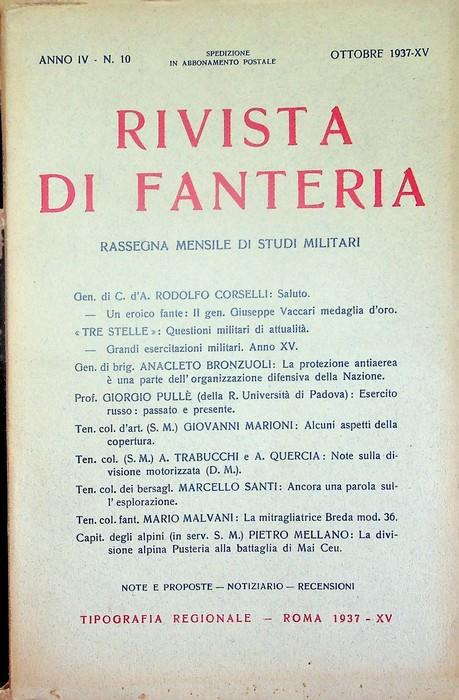 ANNO IV - N. 10
SPEDIZIONE
IN ABBONAMENTO POSTALE
OTTOBRE 1937-XV
RIVISTA
DI FANTERIA
RASSEGNA MENSILE DI STUDI MILITARI
Gen. di C. d'A. RODOLFO CORSELLI: Saluto.
— Un eroico fante: Il gen. Giuseppe Vaccari medaglia d'oro.
« TRE STELLE »: Questioni militari di attualità.
— Grandi esercitazioni militari. Anno XV.
Gen. di brig. ANACLETO BRONZUOLI: La protezione antiaerea
è una parte dell'organizzazione difensiva della Nazione.
Prof. GIORGIO PULLÈ (della R. Università di Padova): Esercito
russo: passato e presente.
Ten. col. d'art. (S. M.) GIOVANNI MARIONI: Alcuni aspetti della
copertura.
Ten. col. (S. M.) A. TRABUCCHI e A. QUERCIA: Note sulla di-
visione motorizzata (D. M.).
Ten. col. dei bersagl. MARCELLO SANTI: Ancora una parola sul-
l'esplorazione.
Ten. col. fant. MARIO MALVANI: La mitragliatrice Breda mod. 36.
Capit. degli alpini (in serv. S. M.) PIETRO MELLANO: La divi-
sione alpina Pusteria alla battaglia di Mai Ceu.
NOTE E PROPOSTE — NOTIZIARIO — RECENSIONI
TIPOGRAFIA REGIONALE — ROMA 1937 - XV